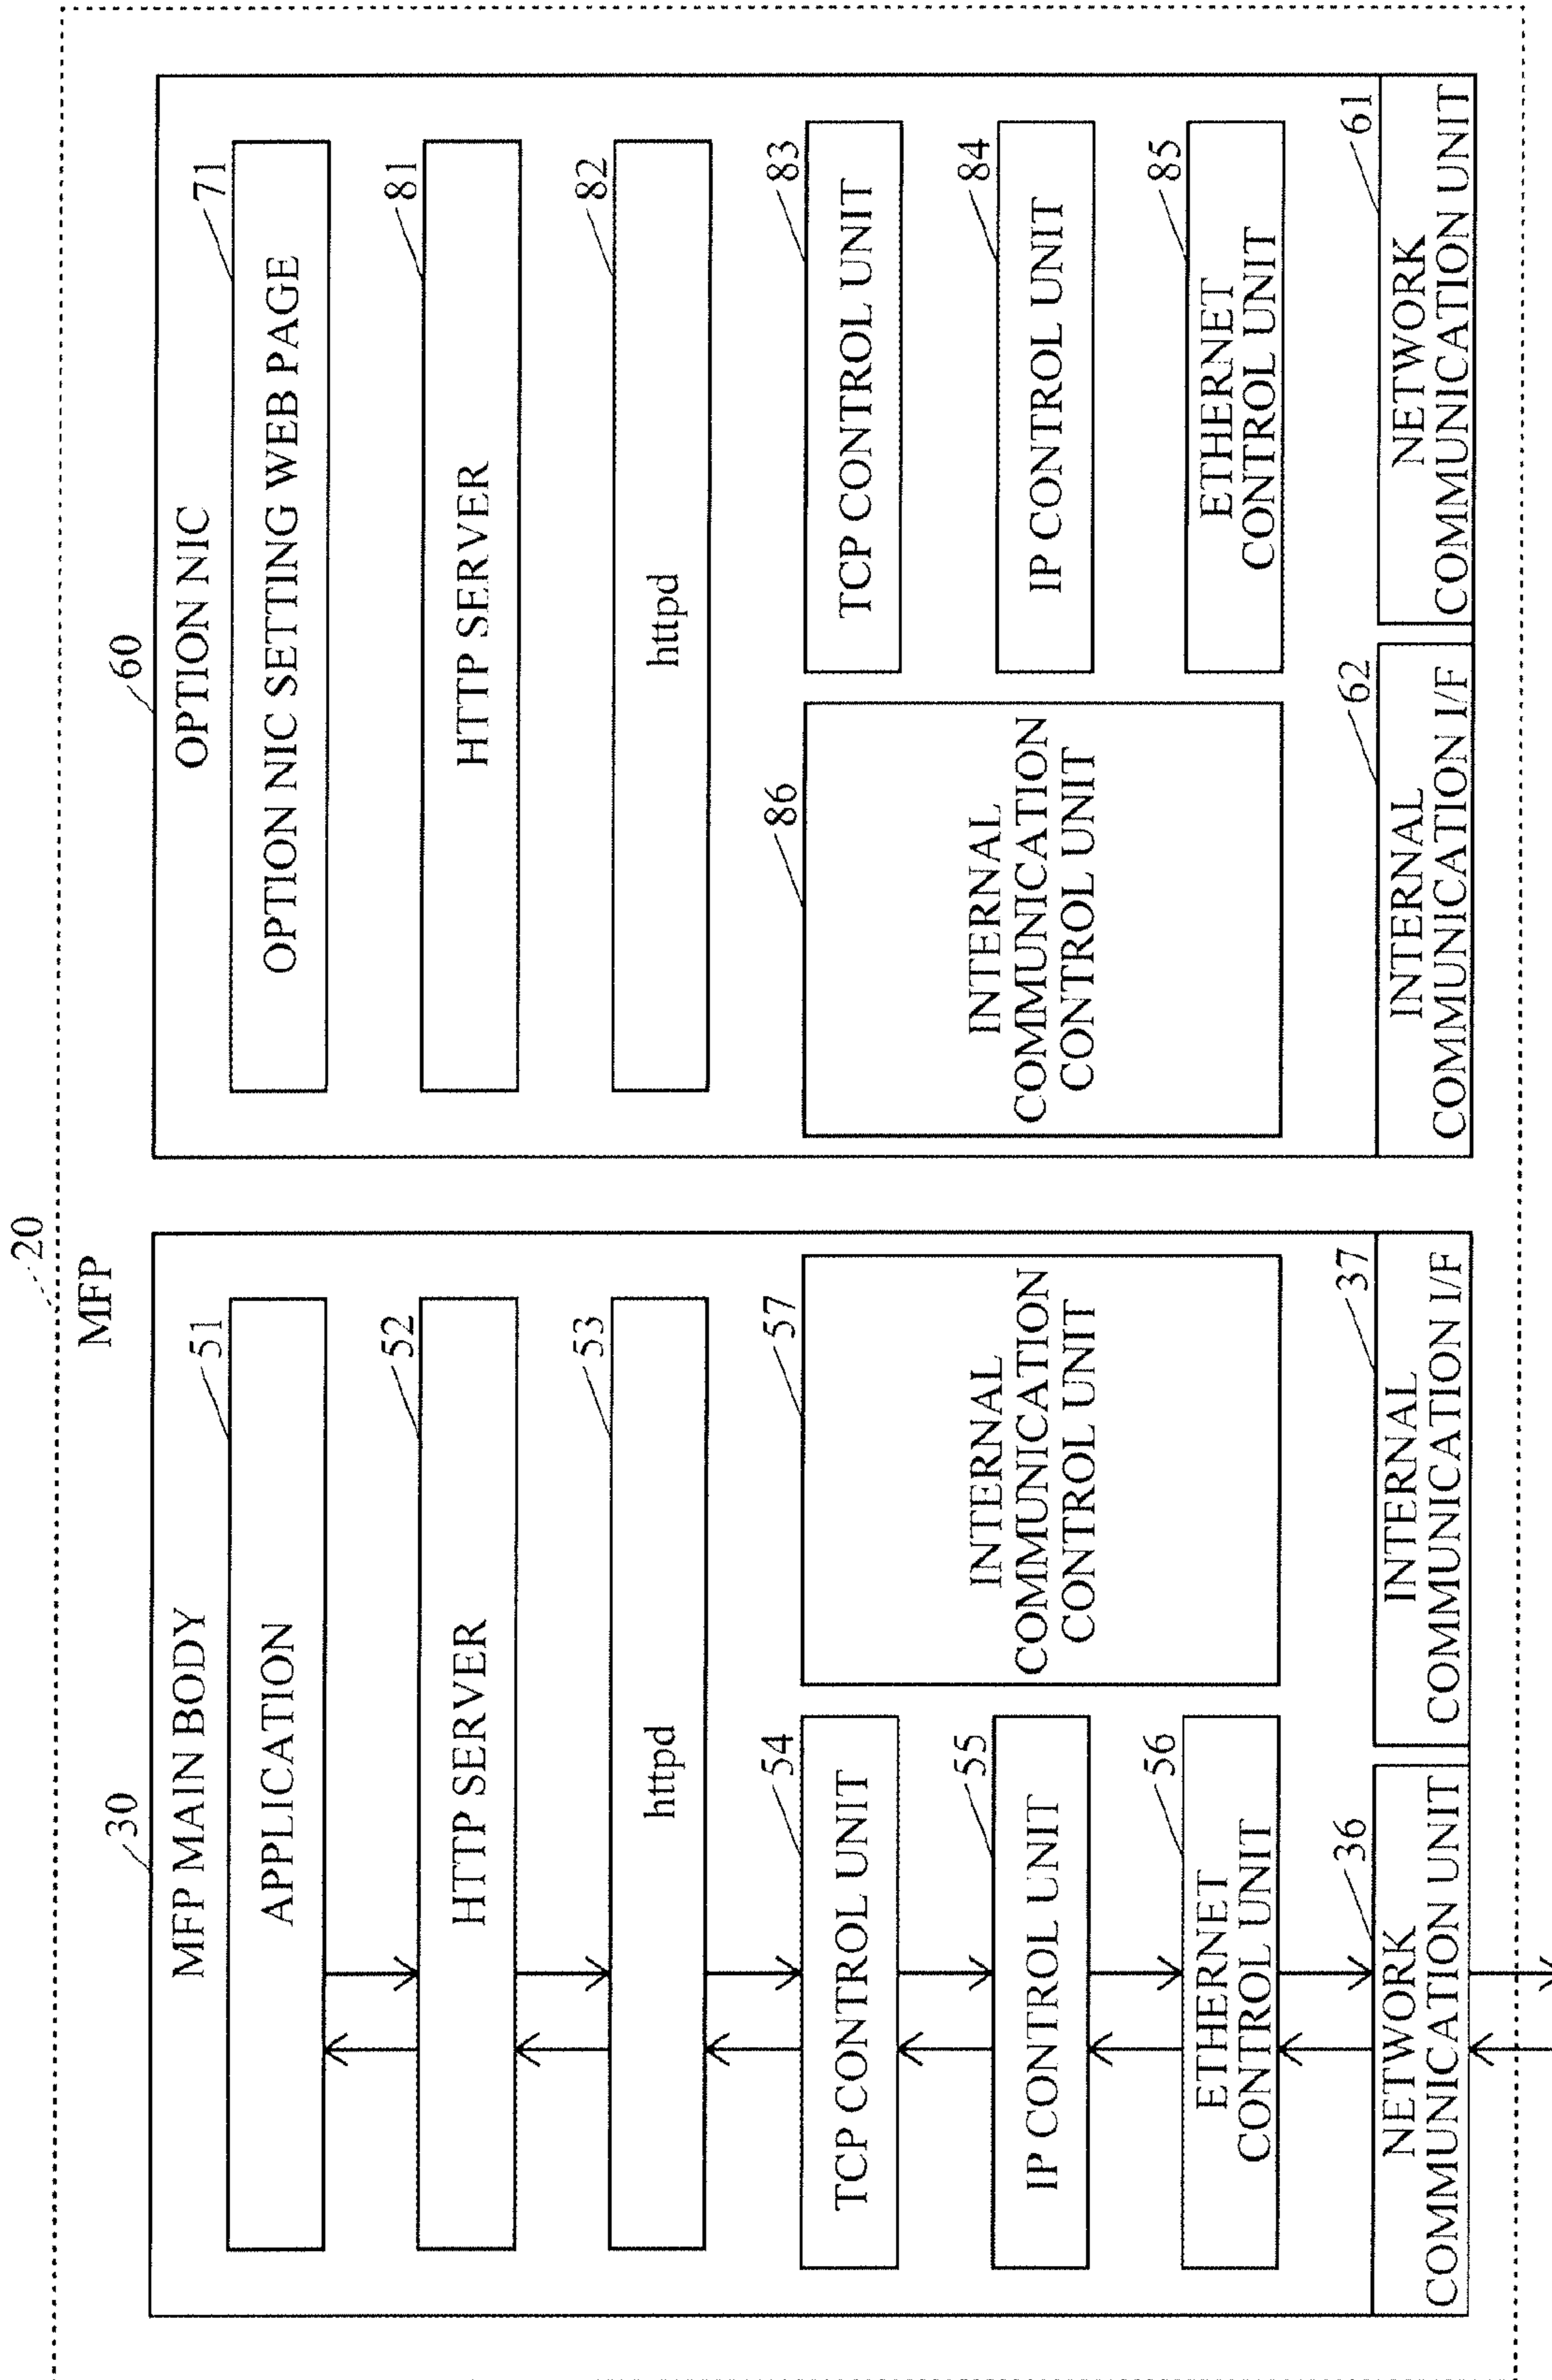 20
MFP
30
MFP MAIN BODY
51
APPLICATION
52
HTTP SERVER
53
httpd
54
TCP CONTROL UNIT
55
IP CONTROL UNIT
56
ETHERNET
CONTROL UNIT
57
INTERNAL
COMMUNICATION
CONTROL UNIT
36
NETWORK
COMMUNICATION UNIT
37
INTERNAL
COMMUNICATION I/F
60
OPTION NIC
71
OPTION NIC SETTING WEB PAGE
81
HTTP SERVER
82
httpd
86
INTERNAL
COMMUNICATION
CONTROL UNIT
83
TCP CONTROL UNIT
84
IP CONTROL UNIT
85
ETHERNET
CONTROL UNIT
62
INTERNAL
COMMUNICATION I/F
61
NETWORK
COMMUNICATION UNIT